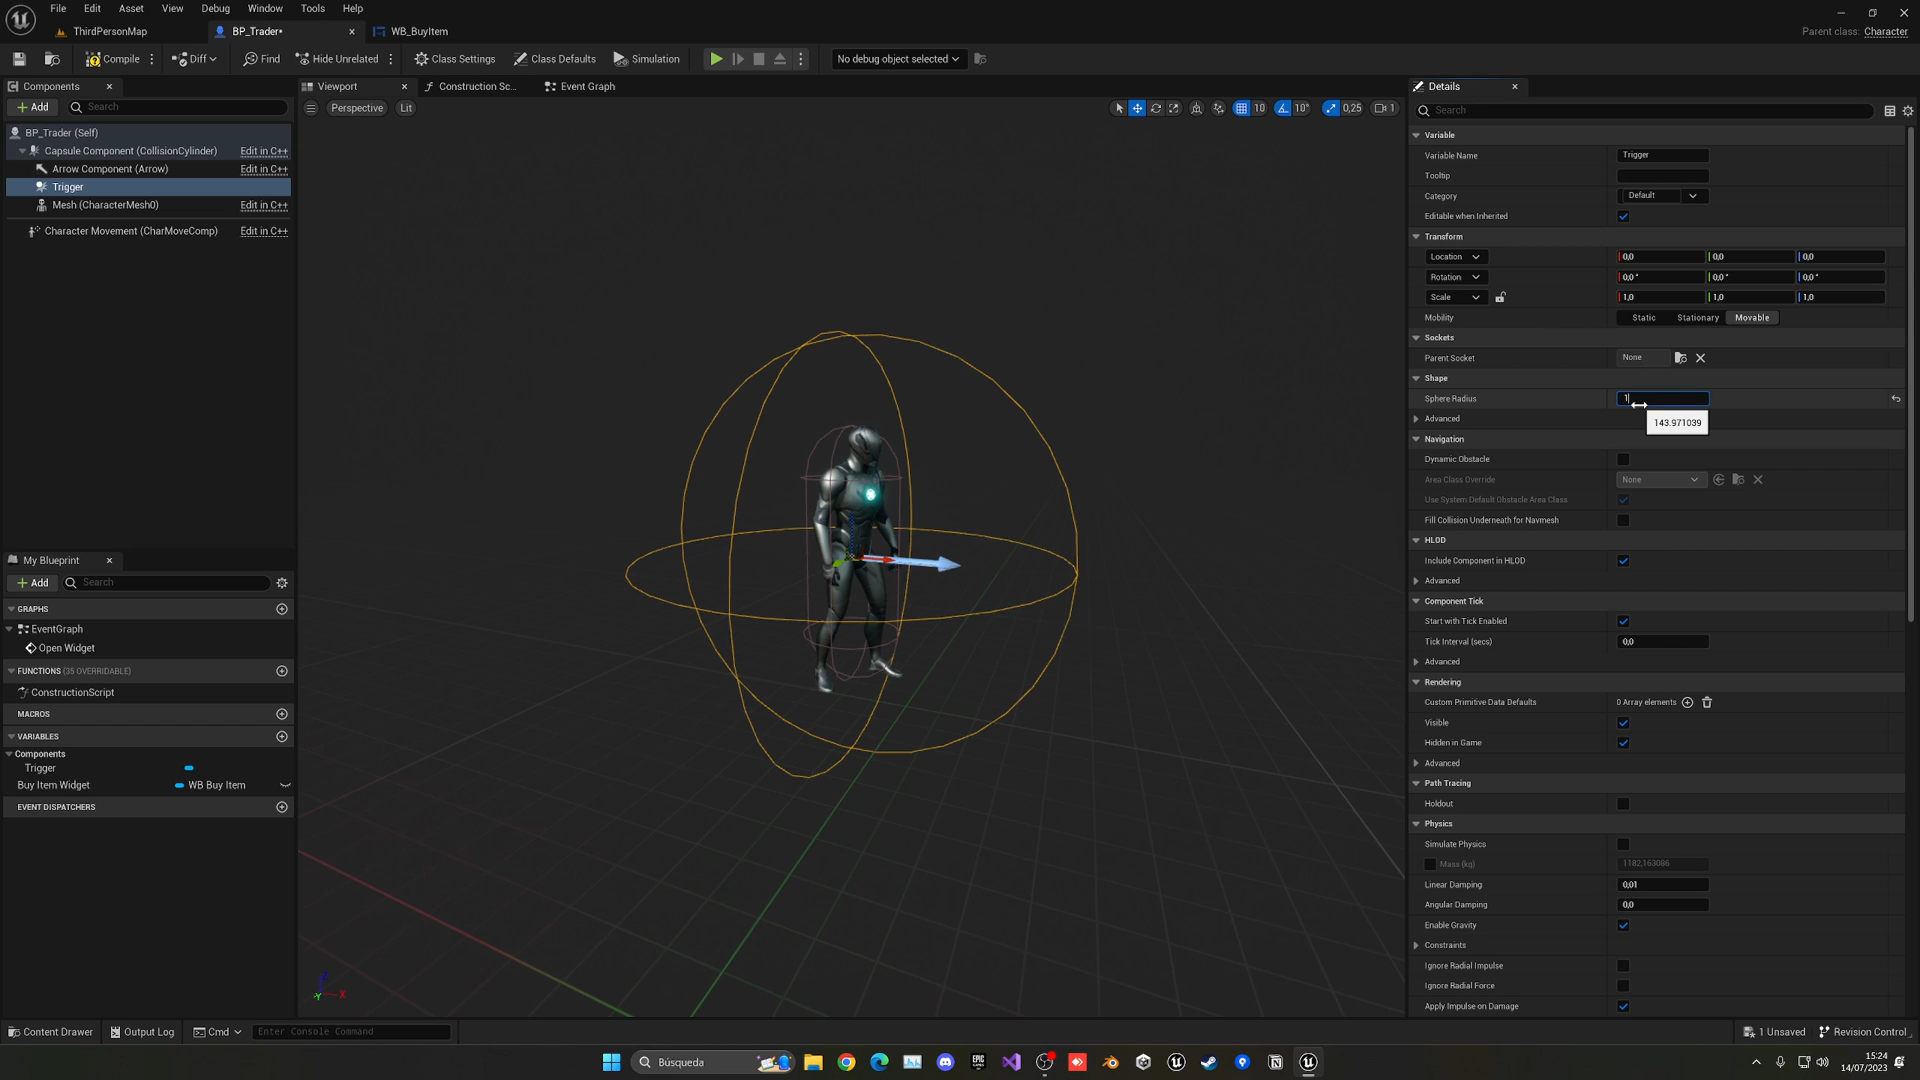 File Edit Asset View Debug Window Tools Help
ThirdPersonMap
BP_Trader*
WB_BuyItem
Parent class: Character
Compile
Diff
Find
Hide Unrelated
Class Settings
Class Defaults
Simulation
No debug object selected
Components
Viewport
Construction Sc...
Event Graph
Details
Add
Search
Perspective
Lit
10
10°
0,25
1
Search
BP_Trader (Self)
Capsule Component (CollisionCylinder) Edit in C++
Arrow Component (Arrow) Edit in C++
Trigger
Mesh (CharacterMesh0) Edit in C++
Character Movement (CharMoveComp) Edit in C++
My Blueprint
Add
Search
GRAPHS
EventGraph
Open Widget
FUNCTIONS (35 OVERRIDABLE)
ConstructionScript
MACROS
VARIABLES
Components
Trigger
Buy Item Widget WB Buy Item
EVENT DISPATCHERS
Variable
Variable Name Trigger
Tooltip
Category Default
Editable when Inherited
Transform
Location 0,0 0,0 0,0
Rotation 0,0° 0,0° 0,0°
Scale 1,0 1,0 1,0
Mobility Static Stationary Movable
Sockets
Parent Socket None
Shape
Sphere Radius 1
Advanced
143.971039
Navigation
Dynamic Obstacle
Area Class Override None
Use System Default Obstacle Area Class
Fill Collision Underneath for Navmesh
HLOD
Include Component in HLOD
Advanced
Component Tick
Start with Tick Enabled
Tick Interval (secs) 0,0
Advanced
Rendering
Custom Primitive Data Defaults 0 Array elements
Visible
Hidden in Game
Advanced
Path Tracing
Holdout
Physics
Simulate Physics
Mass (kg) 1182,163086
Linear Damping 0,01
Angular Damping 0,0
Enable Gravity
Constraints
Ignore Radial Impulse
Ignore Radial Force
Apply Impulse on Damage
Z
Y
X
Content Drawer
Output Log
Cmd
Enter Console Command
1 Unsaved
Revision Control
Búsqueda
15:24
14/07/2023